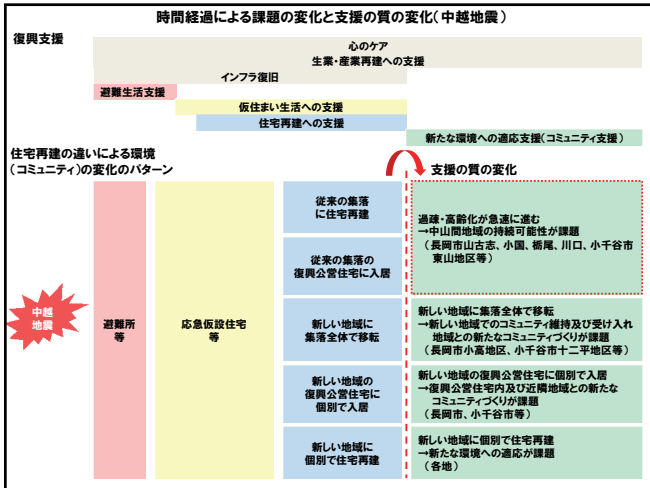 時間経過による課題の変化と支援の質の変化（中越地震）
復興支援
心のケア
生業・産業再建への支援
インフラ復旧
避難生活支援
仮住まい生活への支援
住宅再建への支援
新たな環境への適応支援（コミュニティ支援）
住宅再建の違いによる環境
（コミュニティ）の変化のパターン
支援の質の変化
中越
地震
避難所
等
応急仮設住宅
等
従来の集落
に住宅再建
従来の集落の
復興公営住宅に入居
過疎・高齢化が急速に進む
→中山間地域の持続可能性が課題
（長岡市山古志、小国、栃尾、川口、小千谷市
東山地区等）
新しい地域に
集落全体で移転
新しい地域に集落全体で移転
→新しい地域でのコミュニティ維持及び受け入れ
地域との新たなコミュニティづくりが課題
（長岡市小高地区、小千谷市十二平地区等）
新しい地域の
復興公営住宅に
個別で入居
新しい地域の復興公営住宅に個別で入居
→復興公営住宅内及び近隣地域との新たな
コミュニティづくりが課題
（長岡市、小千谷市等）
新しい地域に
個別で住宅再建
新しい地域に個別で住宅再建
→新たな環境への適応が課題
（各地）